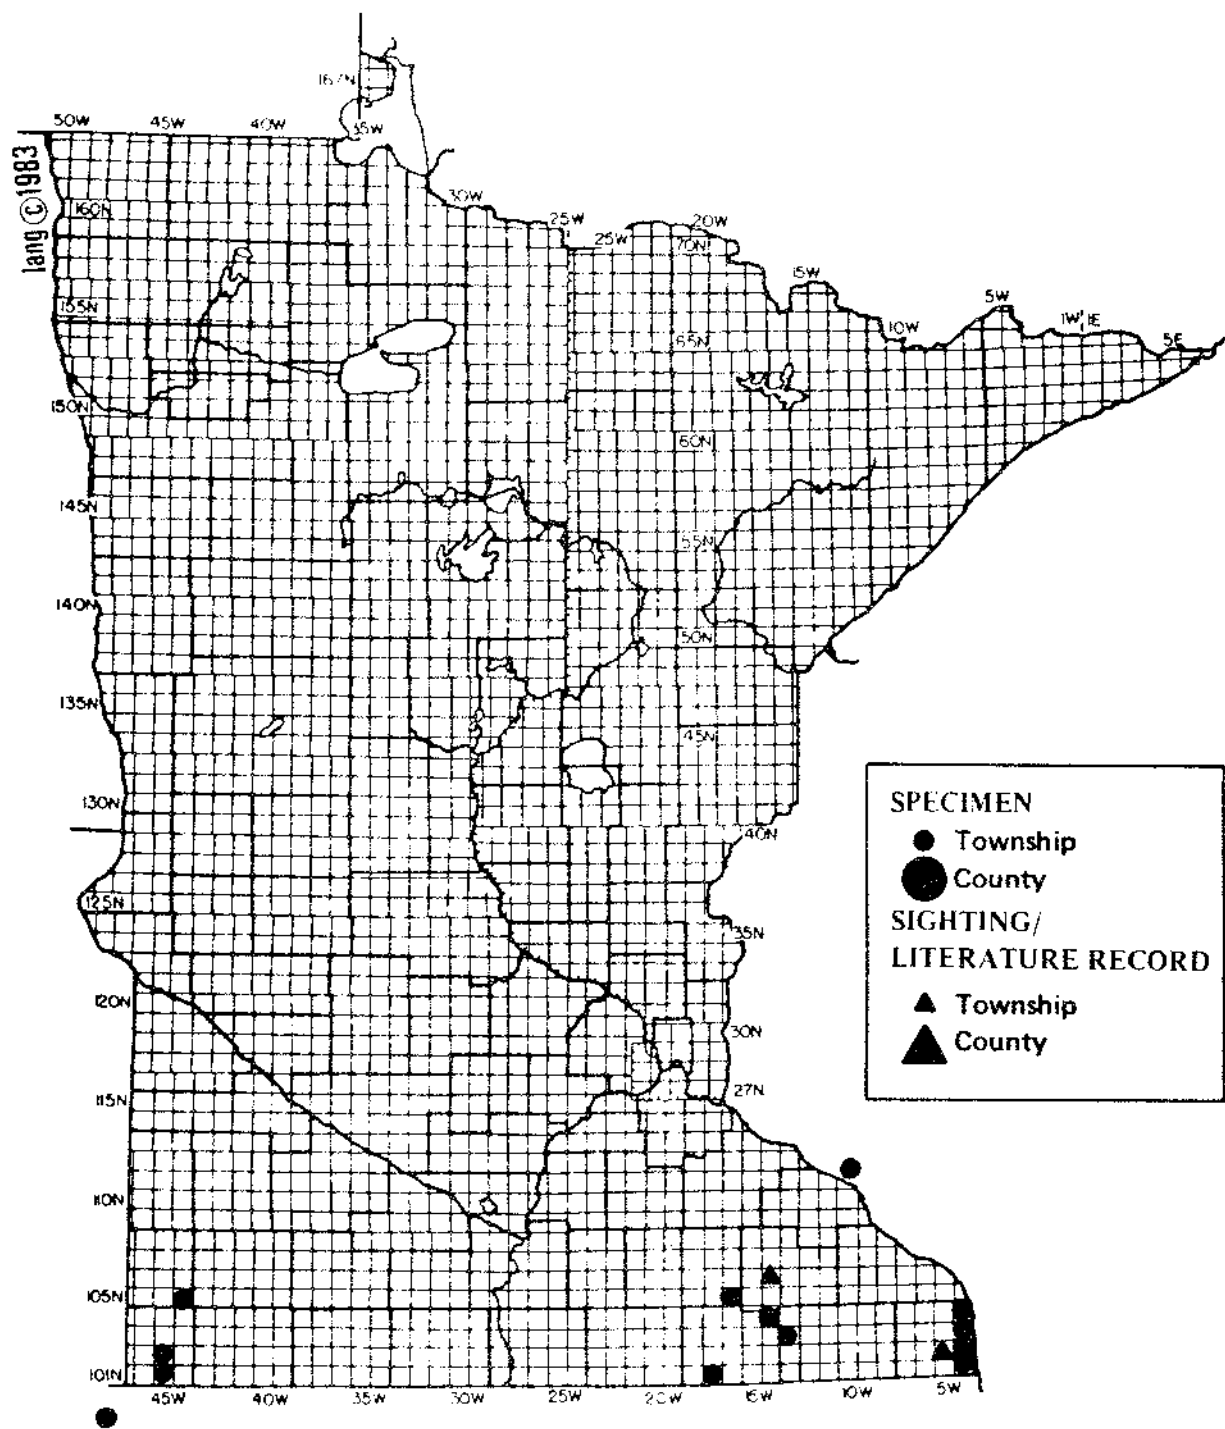 167N
50W 45W 40W 35W
lang © 1983
30W
160N
25W 20W
25W 70N
15W
155N
5W
1W 1E
10W
65N
5E
150N
60N
145N
55N
140N
50N
135N
45N
130N
40N
125N
35N
120N
30N
27N
115N
110N
105N
101N
45W 40W 35W 30W 25W 20W 15W 10W 5W
SPECIMEN
Township
County
SIGHTING/
LITERATURE RECORD
Township
County